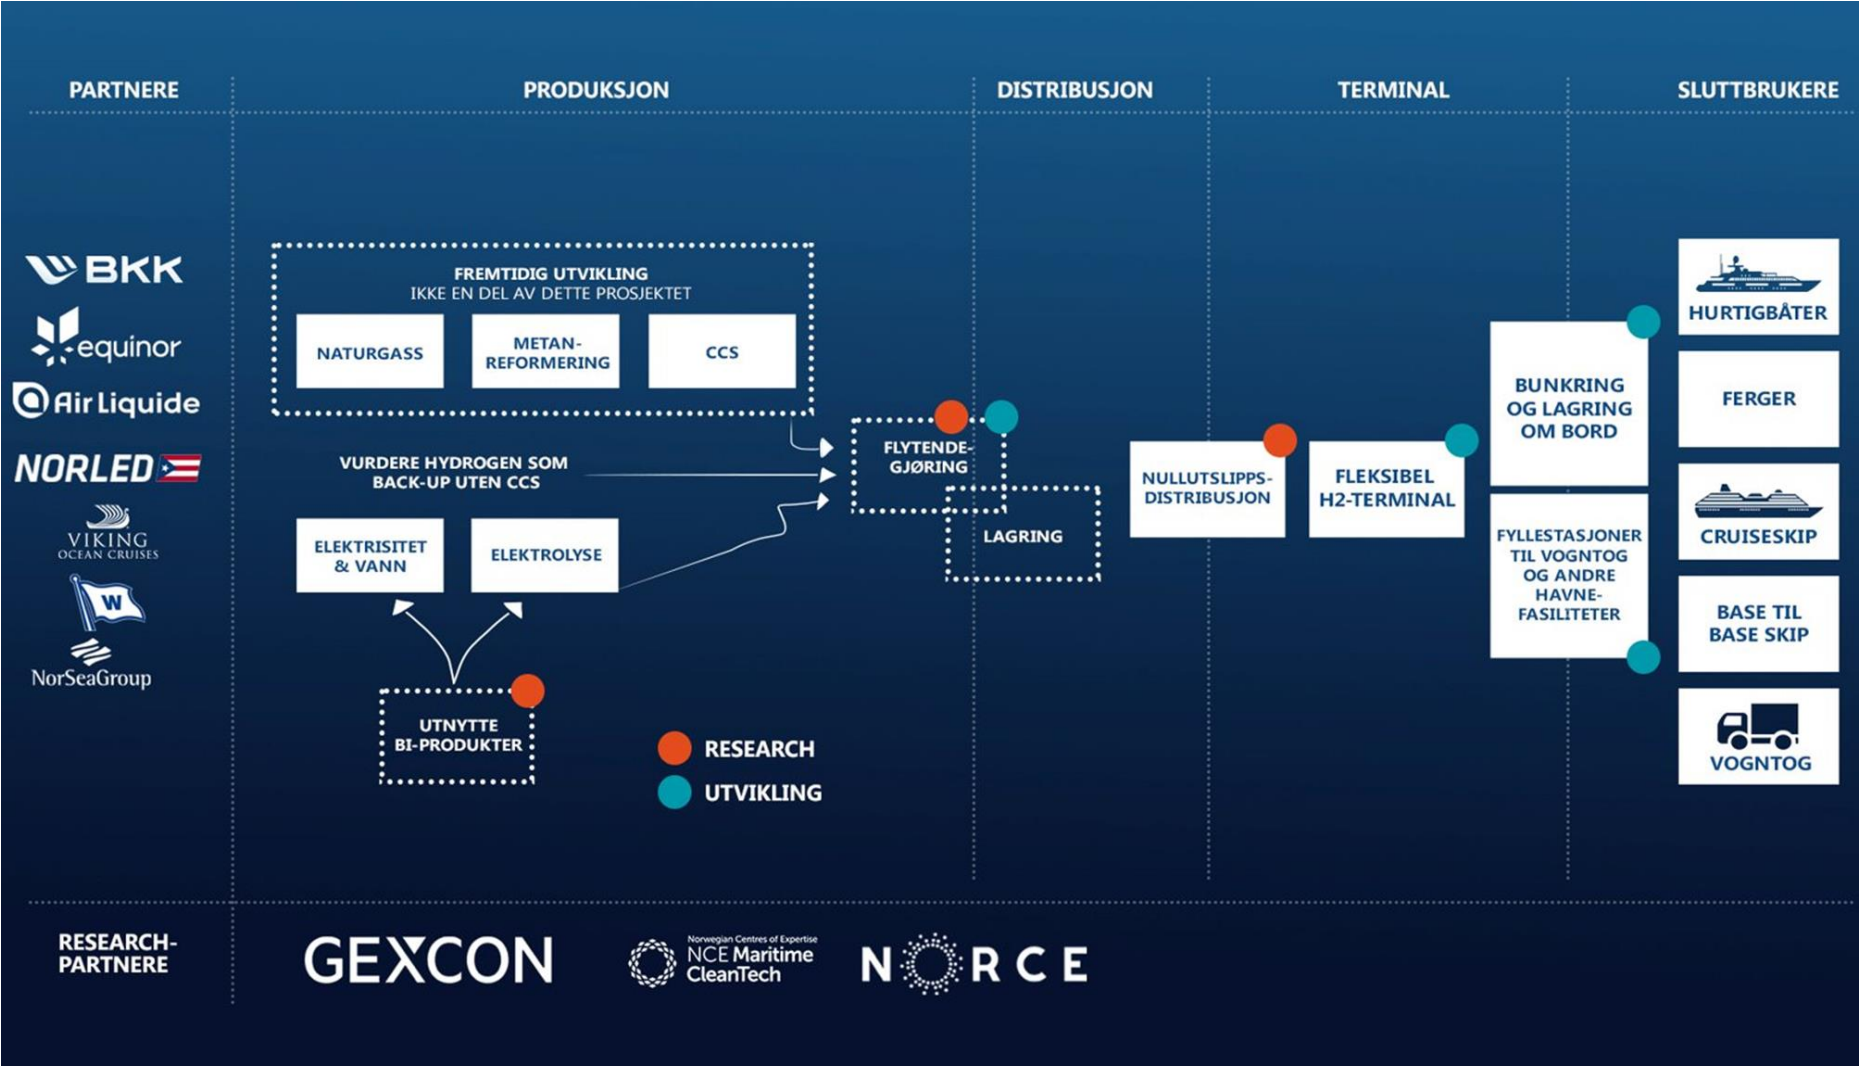 PARTNERE
PRODUKSJON
DISTRIBUSJON
TERMINAL
SLUTTBRUKERE
BKK
equinor
Air Liquide
NORLED
VIKING
OCEAN CRUISES
W
NorSeaGroup
FREMTIDIG UTVIKLING
IKKE EN DEL AV DETTE PROSJEKTET
NATURGASS
METAN-
REFORMERING
CCS
VURDERE HYDROGEN SOM
BACK-UP UTEN CCS
ELEKTRISITET
& VANN
ELEKTROLYSE
UTNYTTE
BI-PRODUKTER
RESEARCH
UTVIKLING
FLYTENDE-
GJØRING
LAGRING
NULLUTSLIPPS-
DISTRIBUSJON
FLEKSIBEL
H2-TERMINAL
BUNKRING
OG LAGRING
OM BORD
FYLLESTASJONER
TIL VOGNTOG
OG ANDRE
HAVNE-
FASILITETER
HURTIGBÅTER
FERGER
CRUISESKIP
BASE TIL
BASE SKIP
VOGNTOG
RESEARCH-
PARTNERE
GEXCON
Norwegian Centres of Expertise
NCE Maritime
CleanTech
NORCE